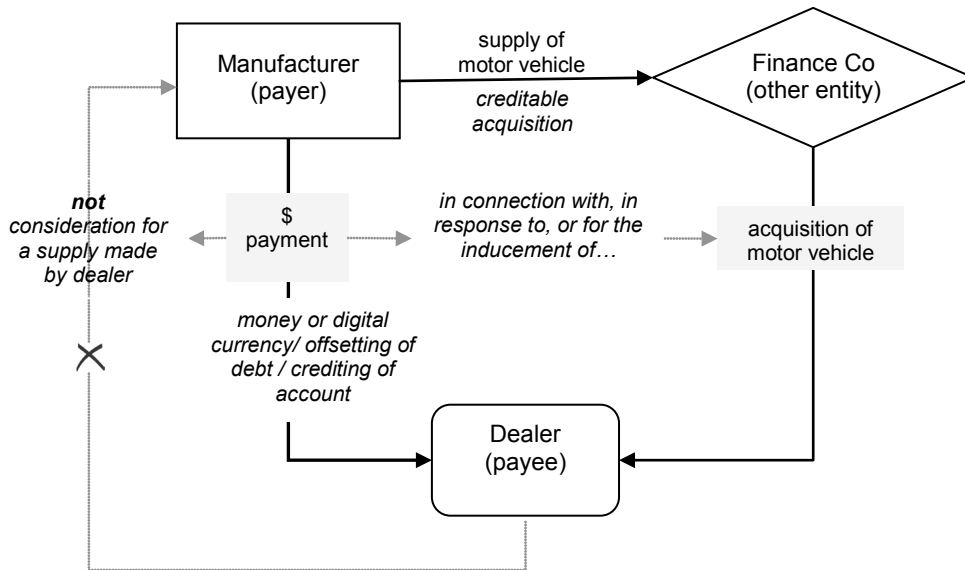 Manufacturer
(payer)
supply of
motor vehicle
creditable
acquisition
Finance Co
(other entity)
not
consideration for
a supply made
by dealer
$
payment
in connection with, in
response to, or for the
inducement of…
acquisition of
motor vehicle
money or digital
currency/ offsetting of
debt / crediting of
account
Dealer
(payee)